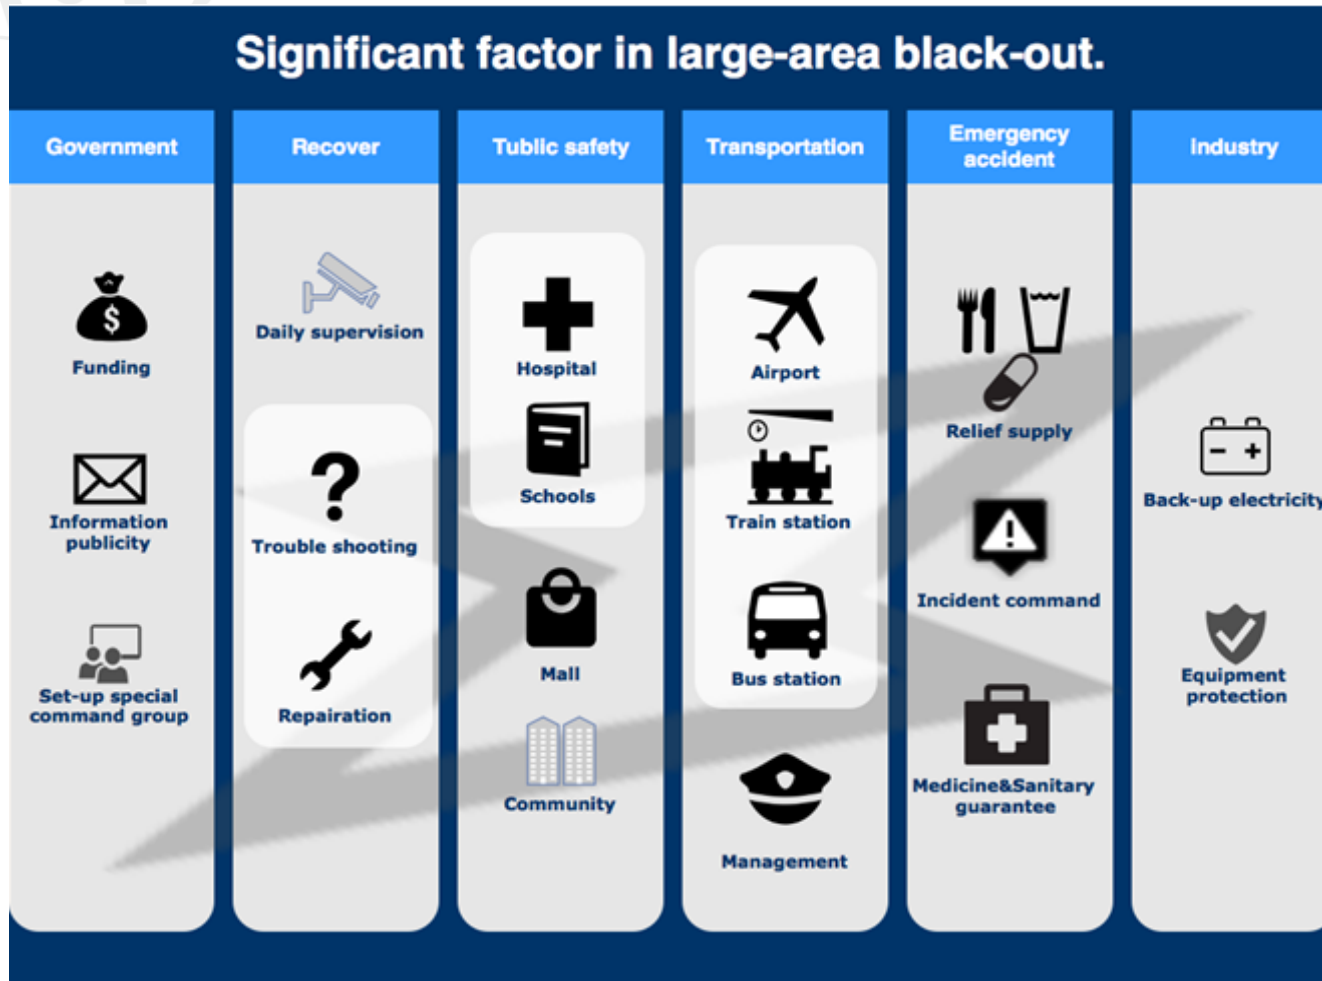 Significant factor in large-area black-out.
Government
Funding
Information
publicity
Set-up special
command group
Recover
Daily supervision
Trouble shooting
Repairation
Tublic safety
Hospital
Schools
Mall
Community
Transportation
Airport
Train station
Bus station
Management
Emergency
accident
Relief supply
Incident command
Medicine&Sanitary
guarantee
Industry
Back-up electricity
Equipment
protection